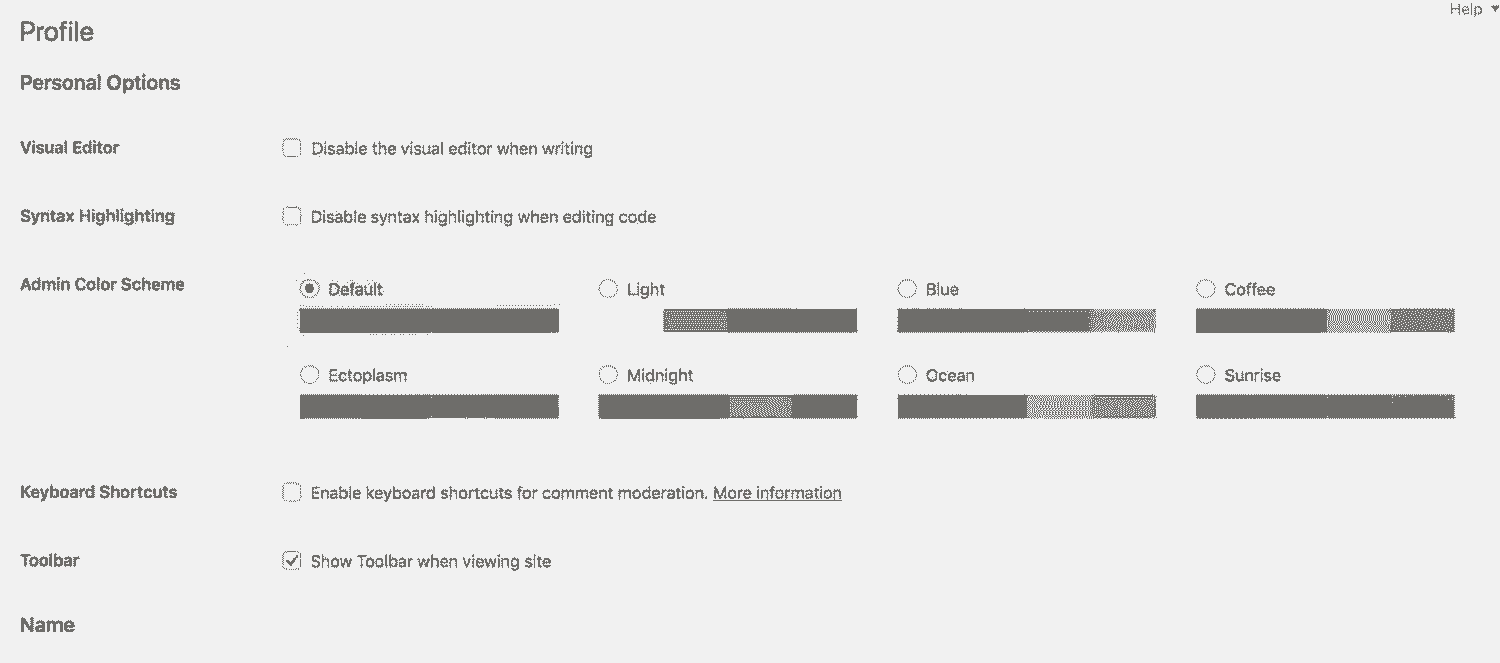 Help ▼
Profile
Personal Options
Visual Editor Disable the visual editor when writing
Syntax Highlighting Disable syntax highlighting when editing code
Admin Color Scheme Default Light Blue Coffee
Ectoplasm Midnight Ocean Sunrise
Keyboard Shortcuts Enable keyboard shortcuts for comment moderation. More information
Toolbar Show Toolbar when viewing site
Name